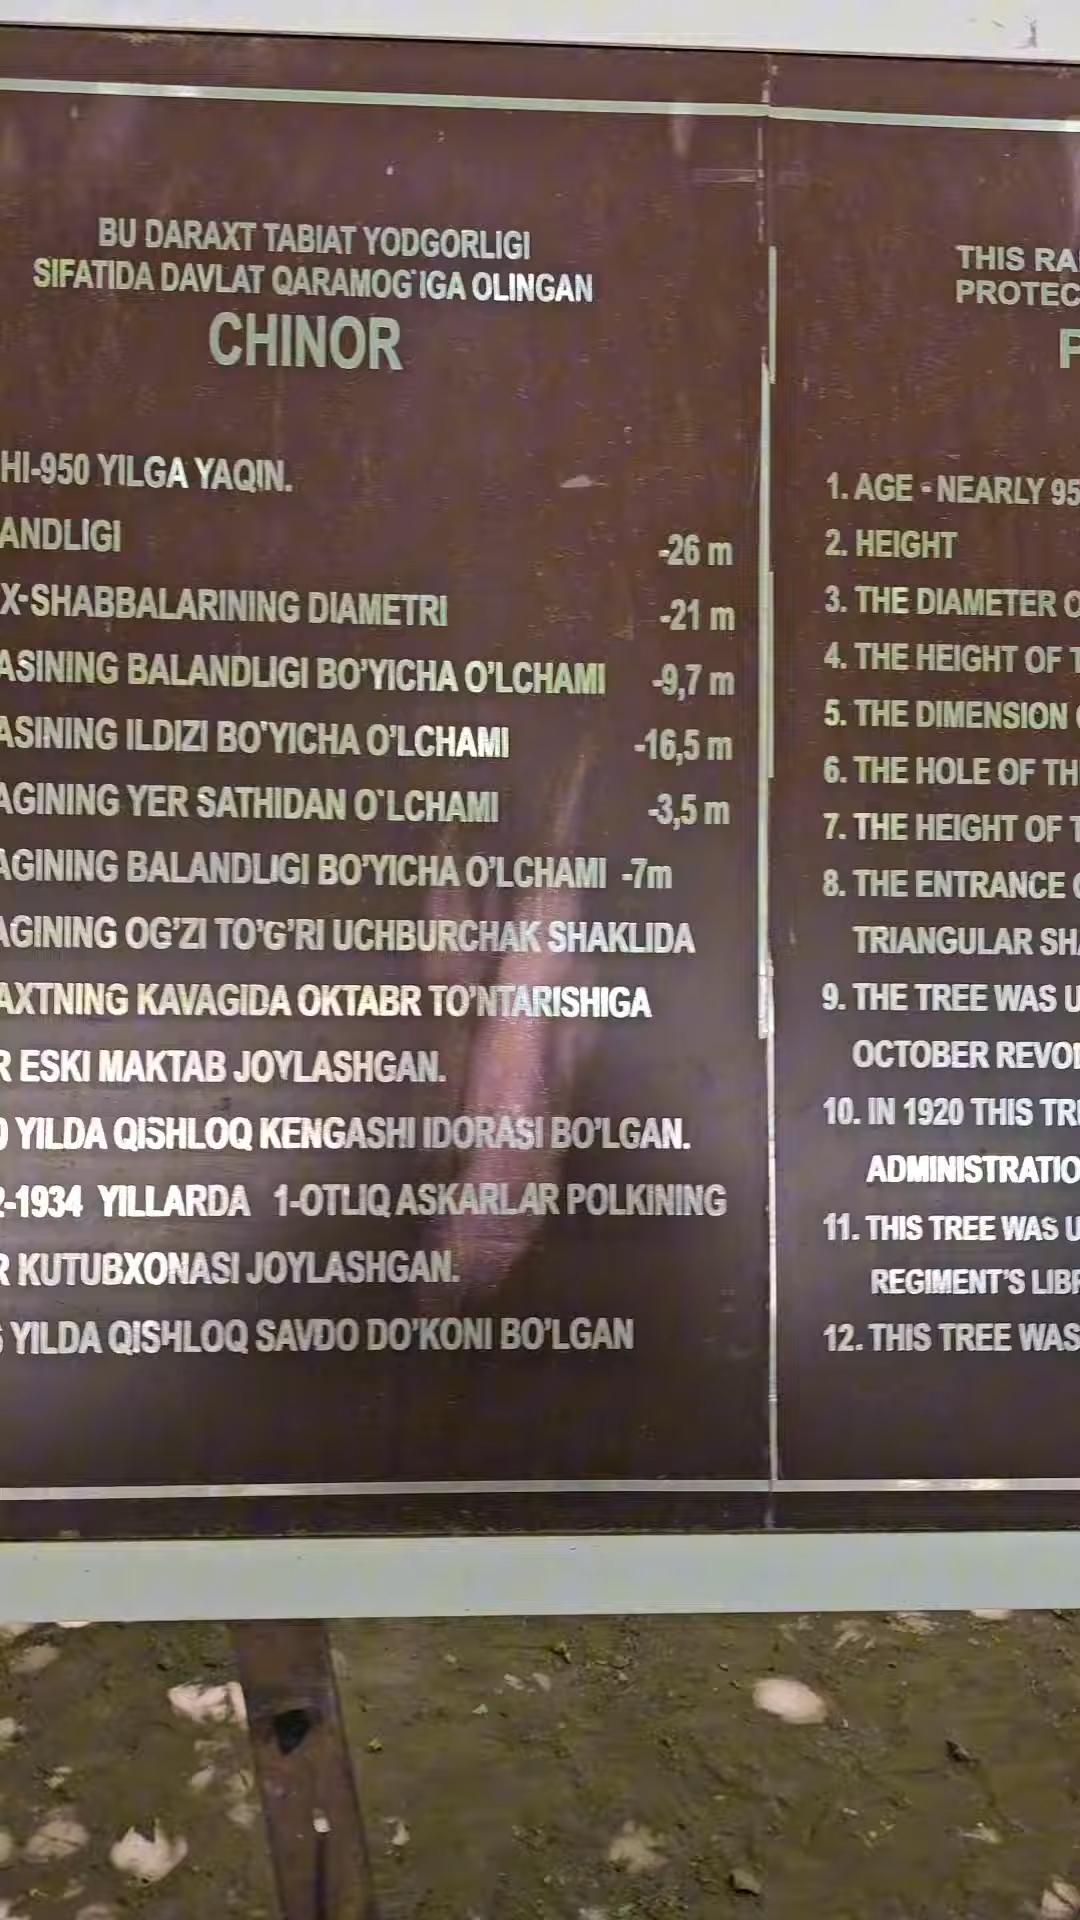 BU DARAXT TABIAT YODGORLIGI
SIFATIDA DAVLAT QARAMOG`IGA OLINGAN
CHINOR
HI-950 YILGA YAQIN.
ANDLIGI -26 m
X-SHABBALARINING DIAMETRI -21 m
ASINING BALANDLIGI BO'YICHA O'LCHAMI -9,7 m
ASINING ILDIZI BO'YICHA O'LCHAMI -16,5 m
AGINING YER SATHIDAN O`LCHAMI -3,5 m
AGINING BALANDLIGI BO'YICHA O'LCHAMI -7m
AGINING OG'ZI TO'G'RI UCHBURCHAK SHAKLIDA
AXTNING KAVAGIDA OKTABR TO'NTARISHIGA
R ESKI MAKTAB JOYLASHGAN.
0 YILDA QISHLOQ KENGASHI IDORASI BO'LGAN.
2-1934 YILLARDA 1-OTLIQ ASKARLAR POLKINING
R KUTUBXONASI JOYLASHGAN.
6 YILDA QISHLOQ SAVDO DO'KONI BO'LGAN
THIS RA
PROTEC
P
1. AGE - NEARLY 95
2. HEIGHT
3. THE DIAMETER O
4. THE HEIGHT OF T
5. THE DIMENSION
6. THE HOLE OF TH
7. THE HEIGHT OF T
8. THE ENTRANCE
TRIANGULAR SHA
9. THE TREE WAS U
OCTOBER REVOL
10. IN 1920 THIS TRE
ADMINISTRATIO
11. THIS TREE WAS U
REGIMENT'S LIBR
12. THIS TREE WAS